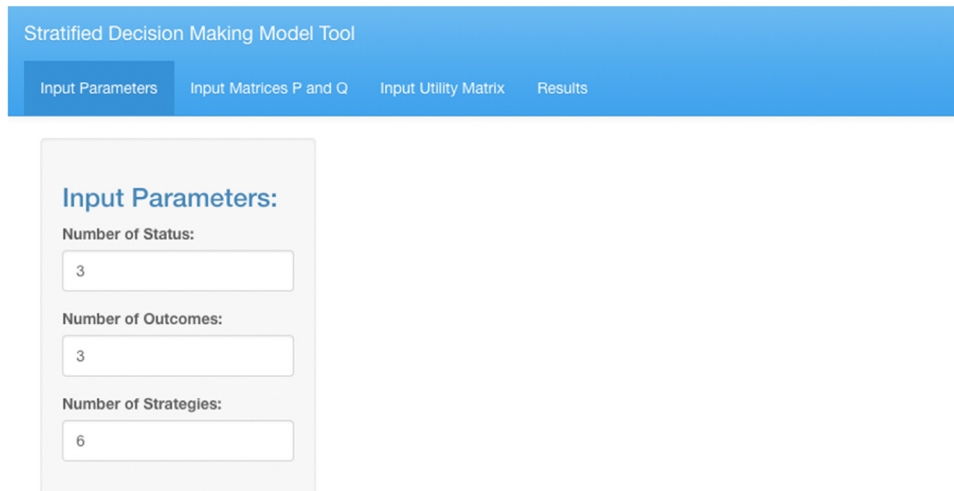 Stratified Decision Making Model Tool
Input Parameters Input Matrices P and Q Input Utility Matrix Results
Input Parameters:
Number of Status:
3
Number of Outcomes:
3
Number of Strategies:
6